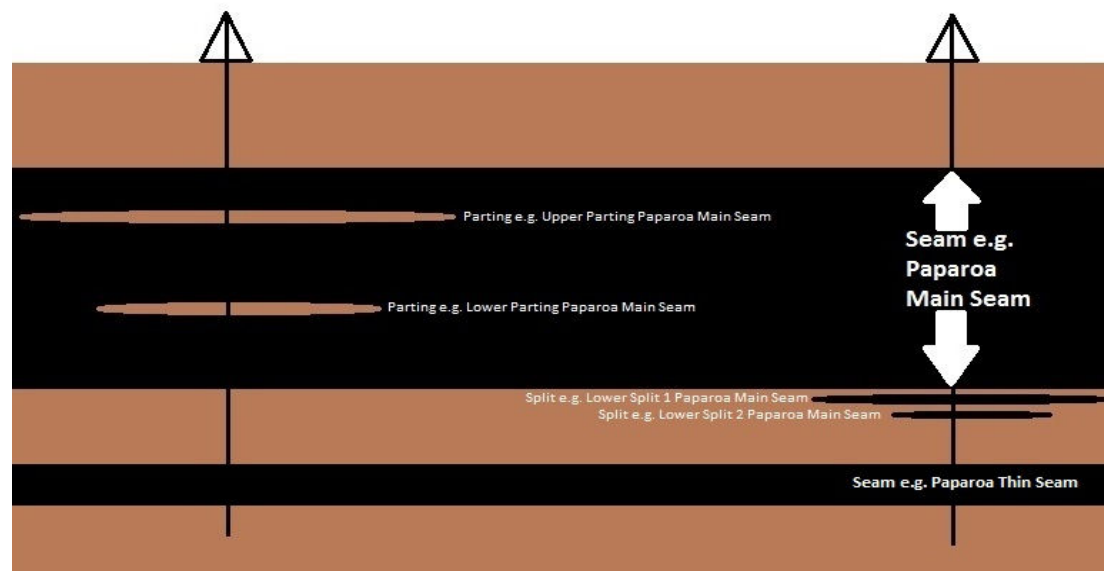 Parting e.g. Upper Parting Paparoa Main Seam
Seam e.g.
Paparoa
Main Seam
Parting e.g. Lower Parting Paparoa Main Seam
Split e.g. Lower Split 1 Paparoa Main Seam
Split e.g. Lower Split 2 Paparoa Main Seam
Seam e.g. Paparoa Thin Seam